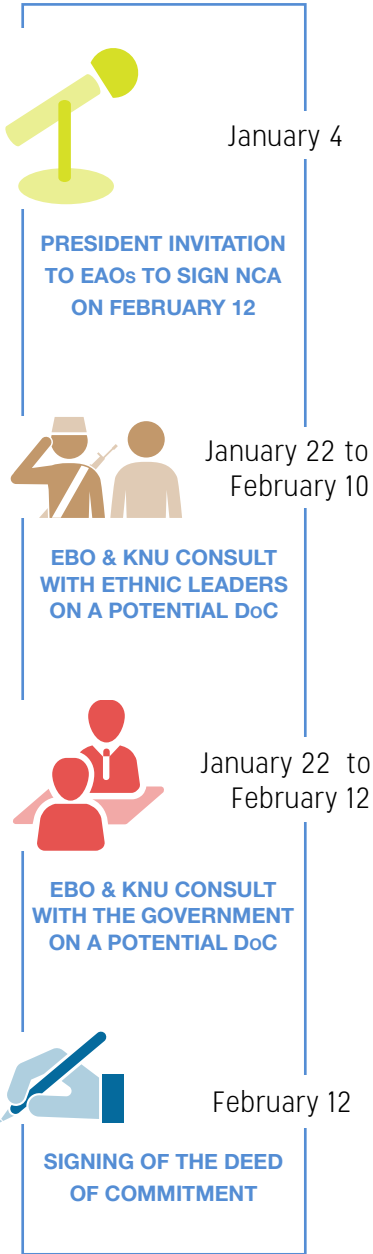 January 4
PRESIDENT INVITATION
TO EAOs TO SIGN NCA
ON FEBRUARY 12
January 22 to
February 10
EBO & KNU CONSULT
WITH ETHNIC LEADERS
ON A POTENTIAL DoC
January 22 to
February 12
EBO & KNU CONSULT
WITH THE GOVERNMENT
ON A POTENTIAL DoC
February 12
SIGNING OF THE DEED
OF COMMITMENT